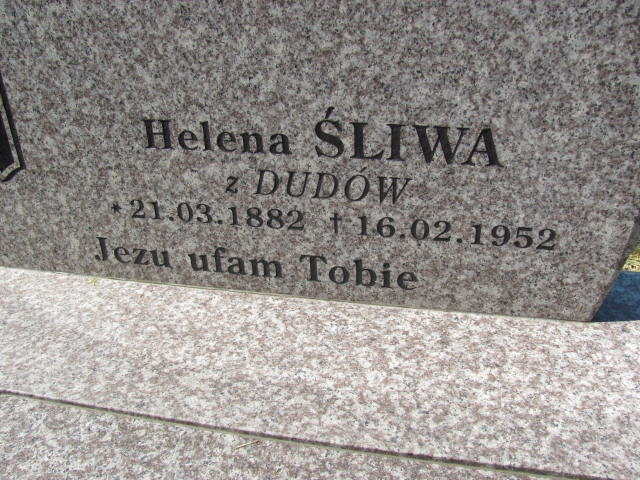 Helena ŚLIWA
z DUDÓW
*21.03.1882 †16.02.1952
Jezu ufam Tobie